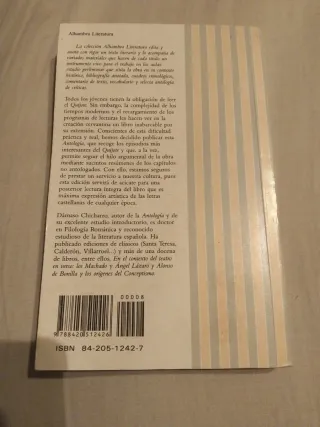 Alhambra Literatura
La colección Alhambra Literatura edita y
anota con rigor un texto literario y lo acompaña de
variados materiales que hacen de cada título un
instrumento vivo para el trabajo en las aulas:
estudio preliminar que sitúa la obra en su contexto
histórico, bibliografía anotada, cuadros cronológicos,
comentario de texto, vocabulario y selecta antología
de críticas.
Todos los jóvenes tienen la obligación de leer
el Quijote. Sin embargo, la complejidad de los
tiempos modernos y el recargamiento de los
programas de literatura les hacen ver en la
creación cervantina un libro inabarcable por
su extensión. Conscientes de esta dificultad
práctica y real, hemos decidido publicar esta
Antología, que recoge los episodios más
interesantes del Quijote y que, a la vez,
permite seguir el hilo argumental de la obra
mediante sucintos resúmenes de los capítulos
no antologados. Con ello, estamos seguros
de prestar un servicio a nuestra cultura, pues
esta edición servirá de acicate para una
posterior lectura íntegra del libro que es
máxima expresión artística de las letras
castellanas de cualquier época.
Dámaso Chicharro, autor de la Antología y de
su excelente estudio introductorio, es doctor
en Filología Románica y reconocido
estudioso de la literatura española. Ha
publicado ediciones de clásicos (Santa Teresa,
Calderón, Villarroel...) y más de una docena
de libros, entre ellos, En el comento del texto
en torno: los Machado y Angel Lázaro y Alonso
de Bonilla y los orígenes del Conceptismo.
00008
9788420512426
ISBN 84-205-1242-7